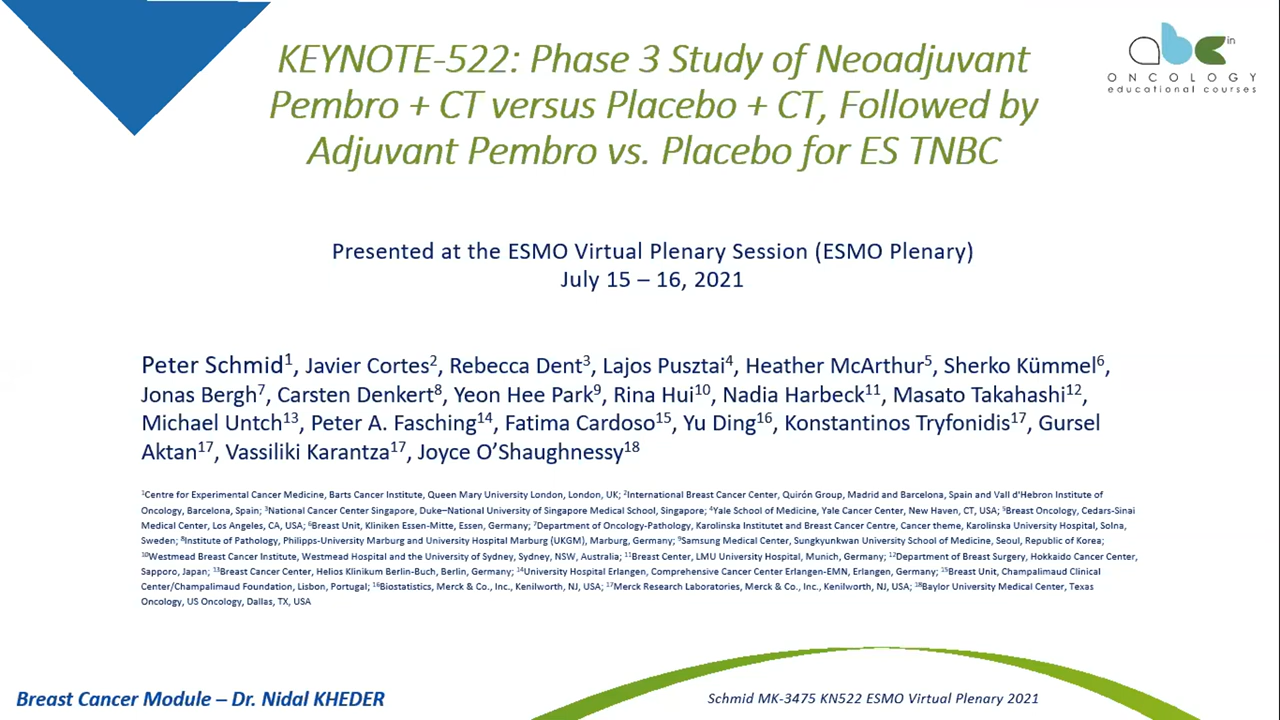 KEYNOTE-522: Phase 3 Study of Neoadjuvant
Pembro + CT versus Placebo + CT, Followed by
Adjuvant Pembro vs. Placebo for ES TNBC
abc in
ONCOLOGY
educational courses
Presented at the ESMO Virtual Plenary Session (ESMO Plenary)
July 15 – 16, 2021
Peter Schmid1, Javier Cortes2, Rebecca Dent3, Lajos Pusztai4, Heather McArthur5, Sherko Kümmel6,
Jonas Bergh7, Carsten Denkert8, Yeon Hee Park9, Rina Hui10, Nadia Harbeck11, Masato Takahashi12,
Michael Untch13, Peter A. Fasching14, Fatima Cardoso15, Yu Ding16, Konstantinos Tryfonidis17, Gursel
Aktan17, Vassiliki Karantza17, Joyce O’Shaughnessy18
1Centre for Experimental Cancer Medicine, Barts Cancer Institute, Queen Mary University London, London, UK; 2International Breast Cancer Center, Quirón Group, Madrid and Barcelona, Spain and Vall d'Hebron Institute of
Oncology, Barcelona, Spain; 3National Cancer Center Singapore, Duke–National University of Singapore Medical School, Singapore; 4Yale School of Medicine, Yale Cancer Center, New Haven, CT, USA; 5Breast Oncology, Cedars-Sinai
Medical Center, Los Angeles, CA, USA; 6Breast Unit, Kliniken Essen-Mitte, Essen, Germany; 7Department of Oncology-Pathology, Karolinska Institutet and Breast Cancer Centre, Cancer theme, Karolinska University Hospital, Solna,
Sweden; 8Institute of Pathology, Philipps-University Marburg and University Hospital Marburg (UKGM), Marburg, Germany; 9Samsung Medical Center, Sungkyunkwan University School of Medicine, Seoul, Republic of Korea;
10Westmead Breast Cancer Institute, Westmead Hospital and the University of Sydney, Sydney, NSW, Australia; 11Breast Center, LMU University Hospital, Munich, Germany; 12Department of Breast Surgery, Hokkaido Cancer Center,
Sapporo, Japan; 13Breast Cancer Center, Helios Klinikum Berlin-Buch, Berlin, Germany; 14University Hospital Erlangen, Comprehensive Cancer Center Erlangen-EMN, Erlangen, Germany; 15Breast Unit, Champalimaud Clinical
Center/Champalimaud Foundation, Lisbon, Portugal; 16Biostatistics, Merck & Co., Inc., Kenilworth, NJ, USA; 17Merck Research Laboratories, Merck & Co., Inc., Kenilworth, NJ, USA; 18Baylor University Medical Center, Texas
Oncology, US Oncology, Dallas, TX, USA
Breast Cancer Module – Dr. Nidal KHEDER
Schmid MK-3475 KN522 ESMO Virtual Plenary 2021